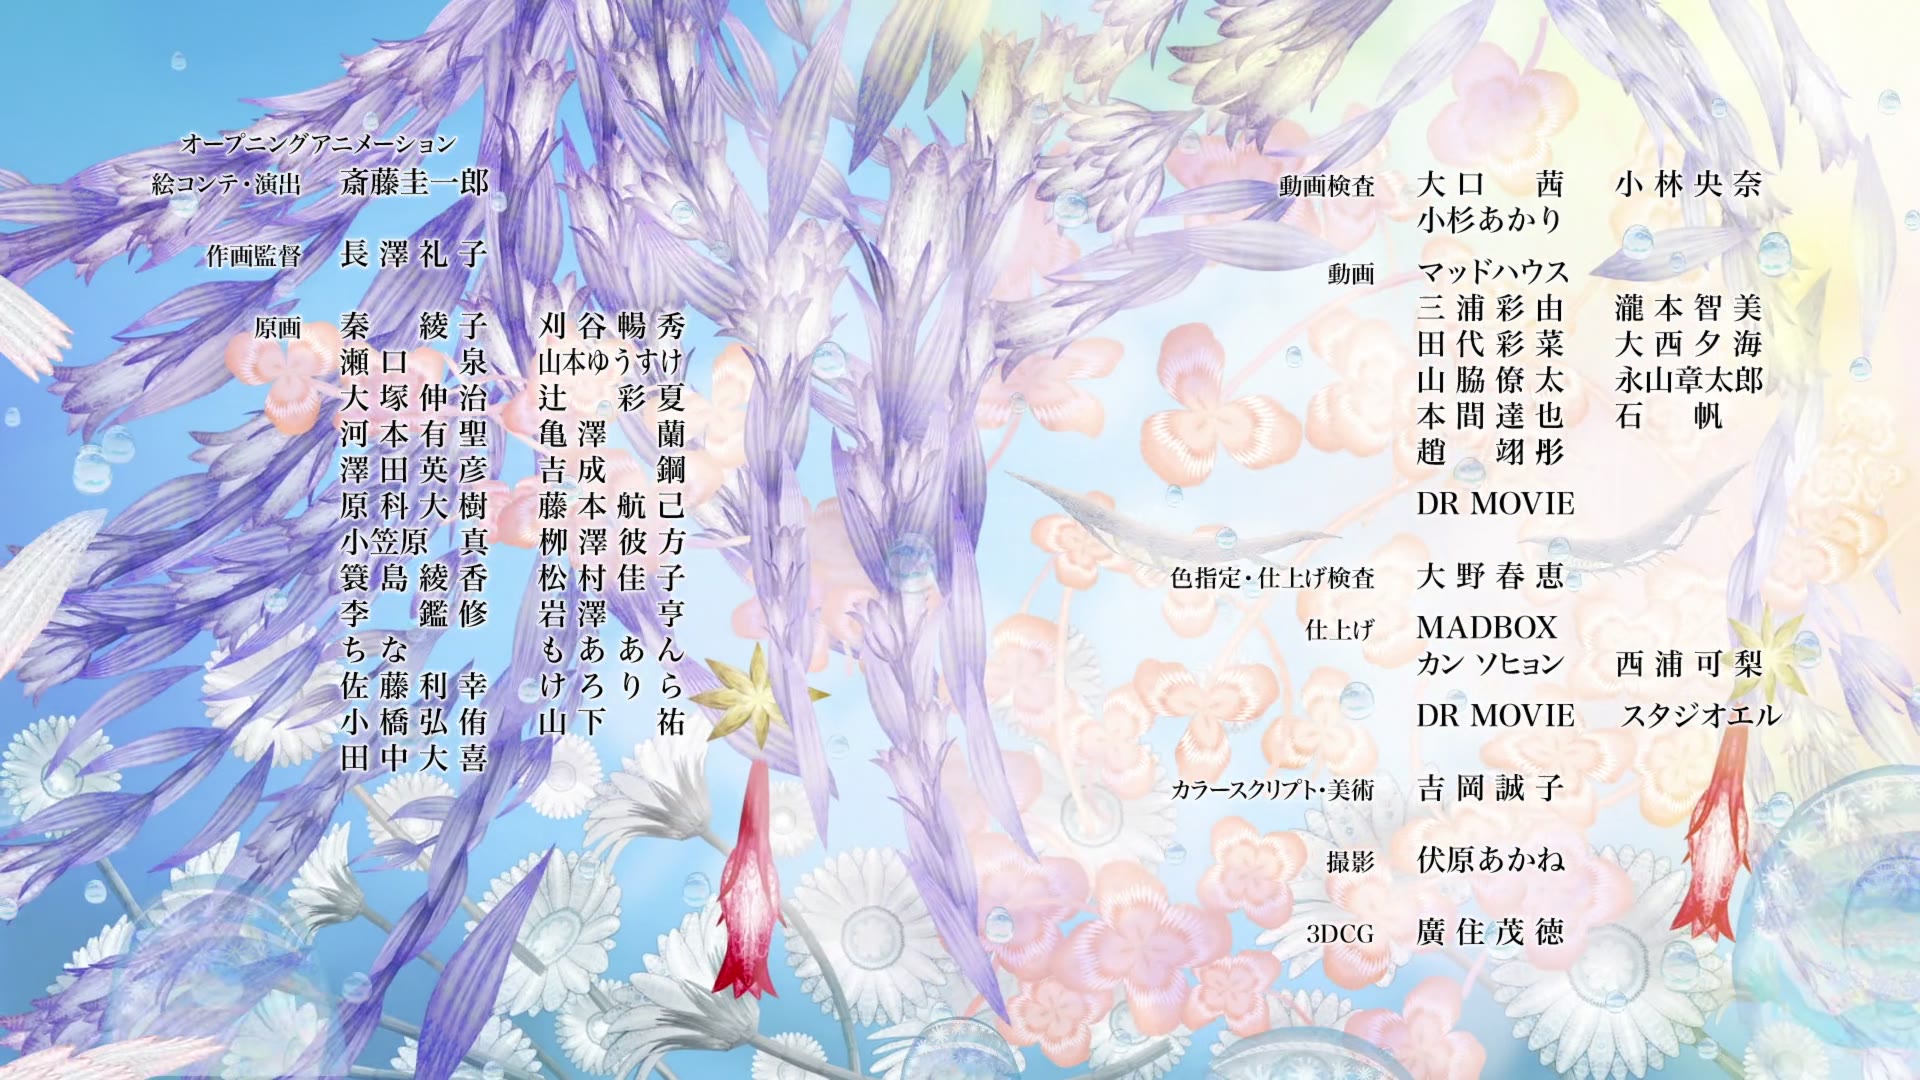 オープニングアニメーション
絵コンテ・演出 斎藤圭一郎
作画監督 長澤礼子
原画 秦綾子 刈谷暢秀
瀬口泉 山本ゆうすけ
大塚伸治 辻彩夏
河本有聖 亀澤蘭
澤田英彦 吉成鋼
原科大樹 藤本航己
小笠原真 栁澤彼方
簑島綾香 松村佳子
李鑑修 岩澤亨
ちな もああん
佐藤利幸 けろりら
小橋弘侑 山下祐
田中大喜
動画検査 大口茜 小林央奈
小杉あかり
動画 マッドハウス
三浦彩由 瀧本智美
田代彩菜 大西夕海
山脇僚太 永山章太郎
本間達也 石帆
趙翊彤
DR MOVIE
色指定・仕上げ検査 大野春恵
仕上げ MADBOX
カン ソヒョン 西浦可梨
DR MOVIE スタジオエル
カラースクリプト・美術 吉岡誠子
撮影 伏原あかね
3DCG 廣住茂徳